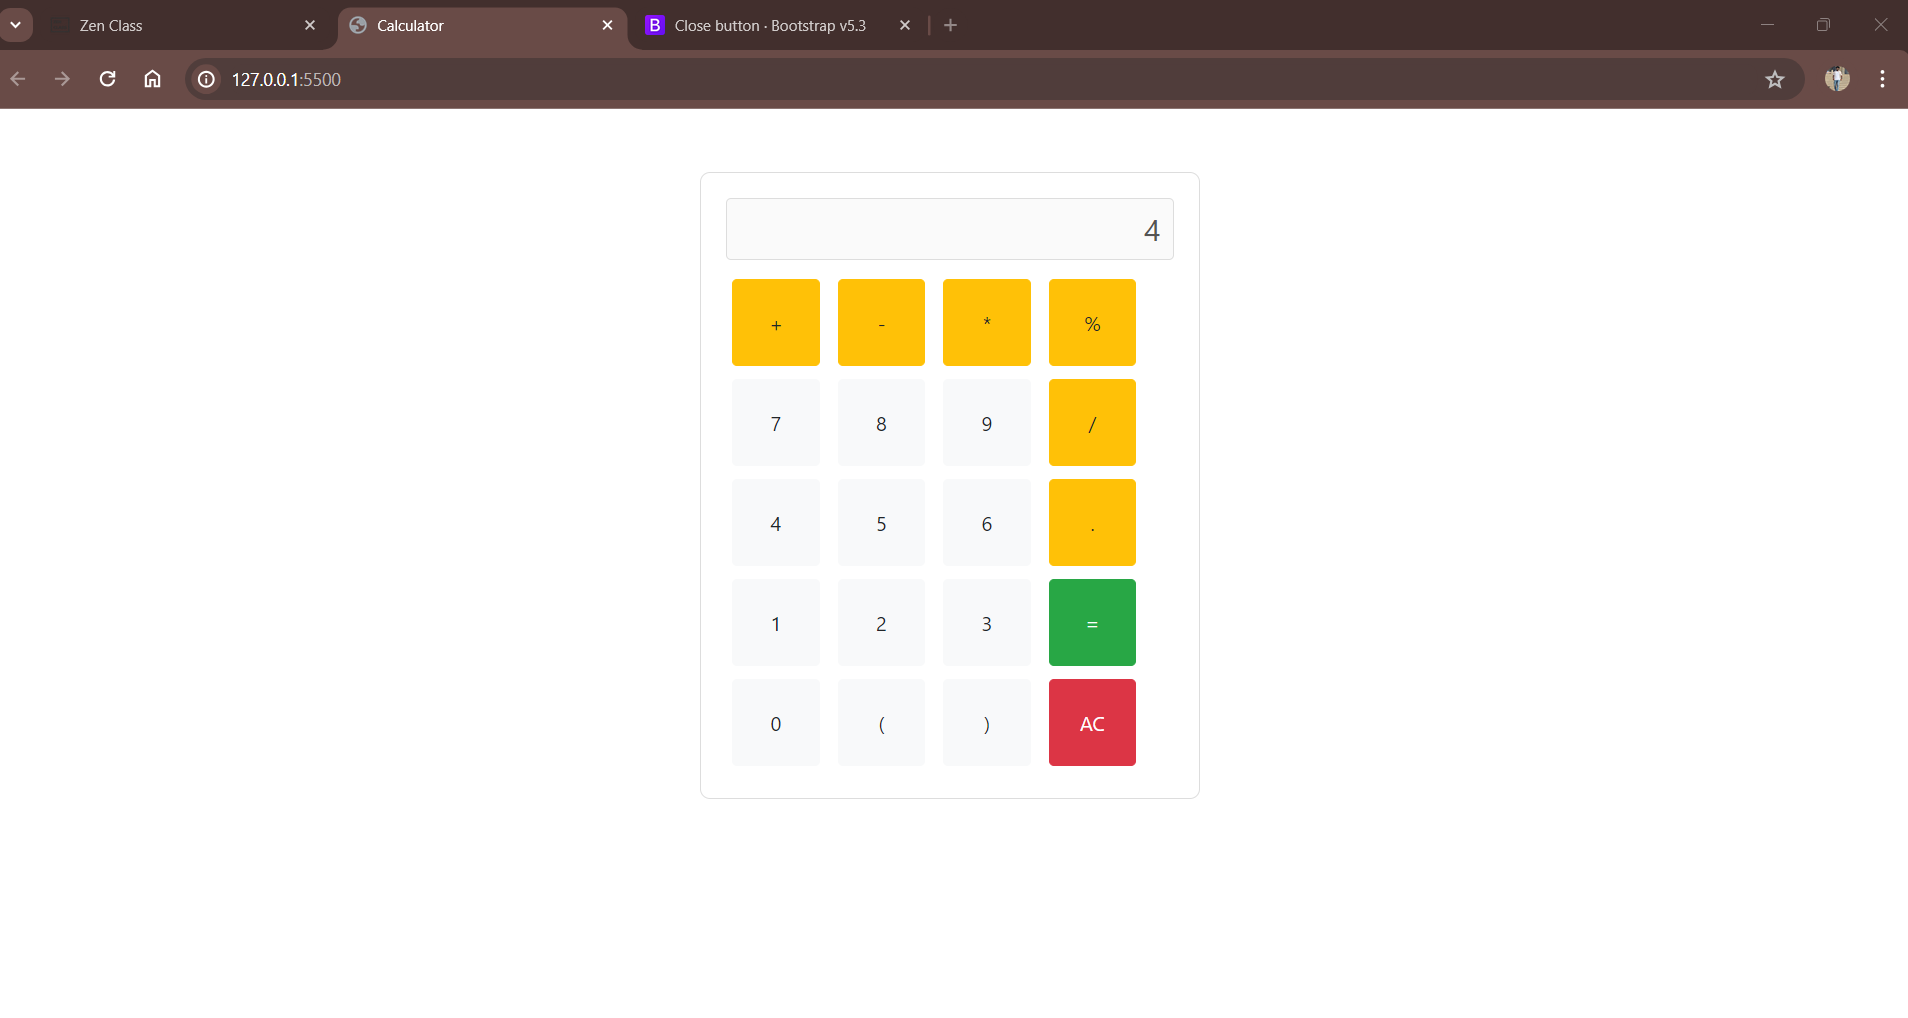 Zen Class
Calculator
B Close button · Bootstrap v5.3
127.0.0.1:5500
4
+ - * %
7 8 9 /
4 5 6 .
1 2 3 =
0 ( ) AC